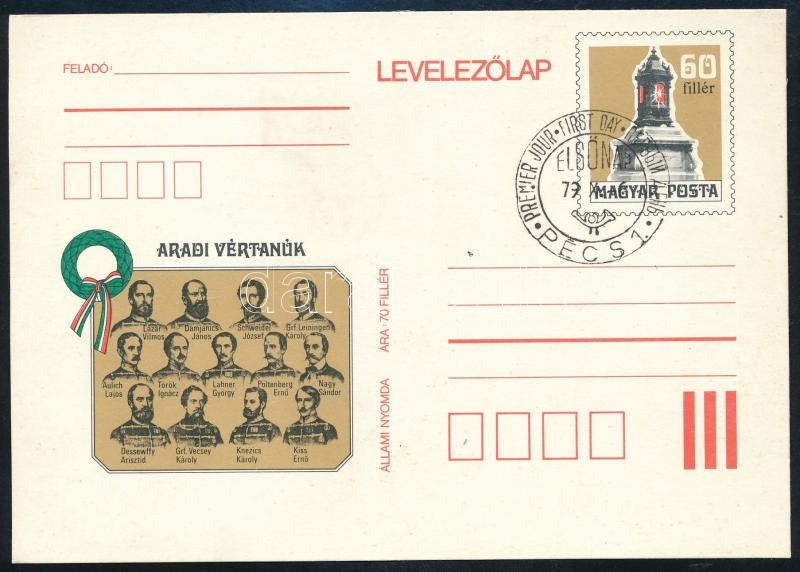 FELADÓ:
LEVELEZŐLAP
60
fillér
MAGYAR POSTA
PREMIER JOUR • FIRST DAY •
ELSŐNAP
PÉCS 1.
ARADI VÉRTANÚK
Lázár Vilmos
Damjanics János
Schweidel József
Grf. Leiningen Károly
Aulich Lajos
Török Ignácz
Lahner György
Poltenberg Ernő
Nagy Sándor
Dessewffy Arisztid
Grf. Vecsey Károly
Knezics Károly
Kiss Ernő
ÁLLAMI NYOMDA ÁRA: 70 FILLÉR